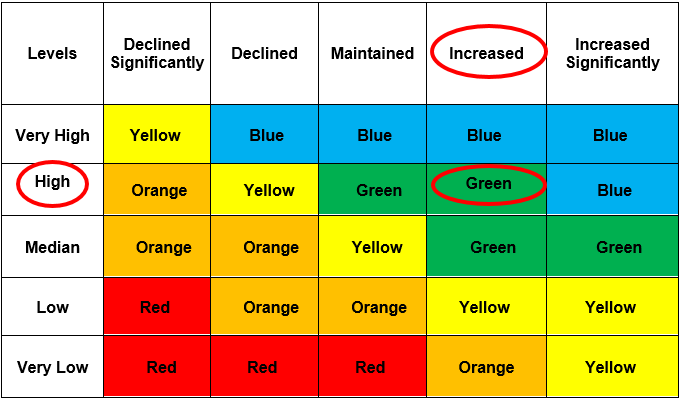 Levels Declined Significantly Declined Maintained Increased Increased Significantly
Very High Yellow Blue Blue Blue Blue
High Orange Yellow Green Green Blue
Median Orange Orange Yellow Green Green
Low Red Orange Orange Yellow Yellow
Very Low Red Red Red Orange Yellow